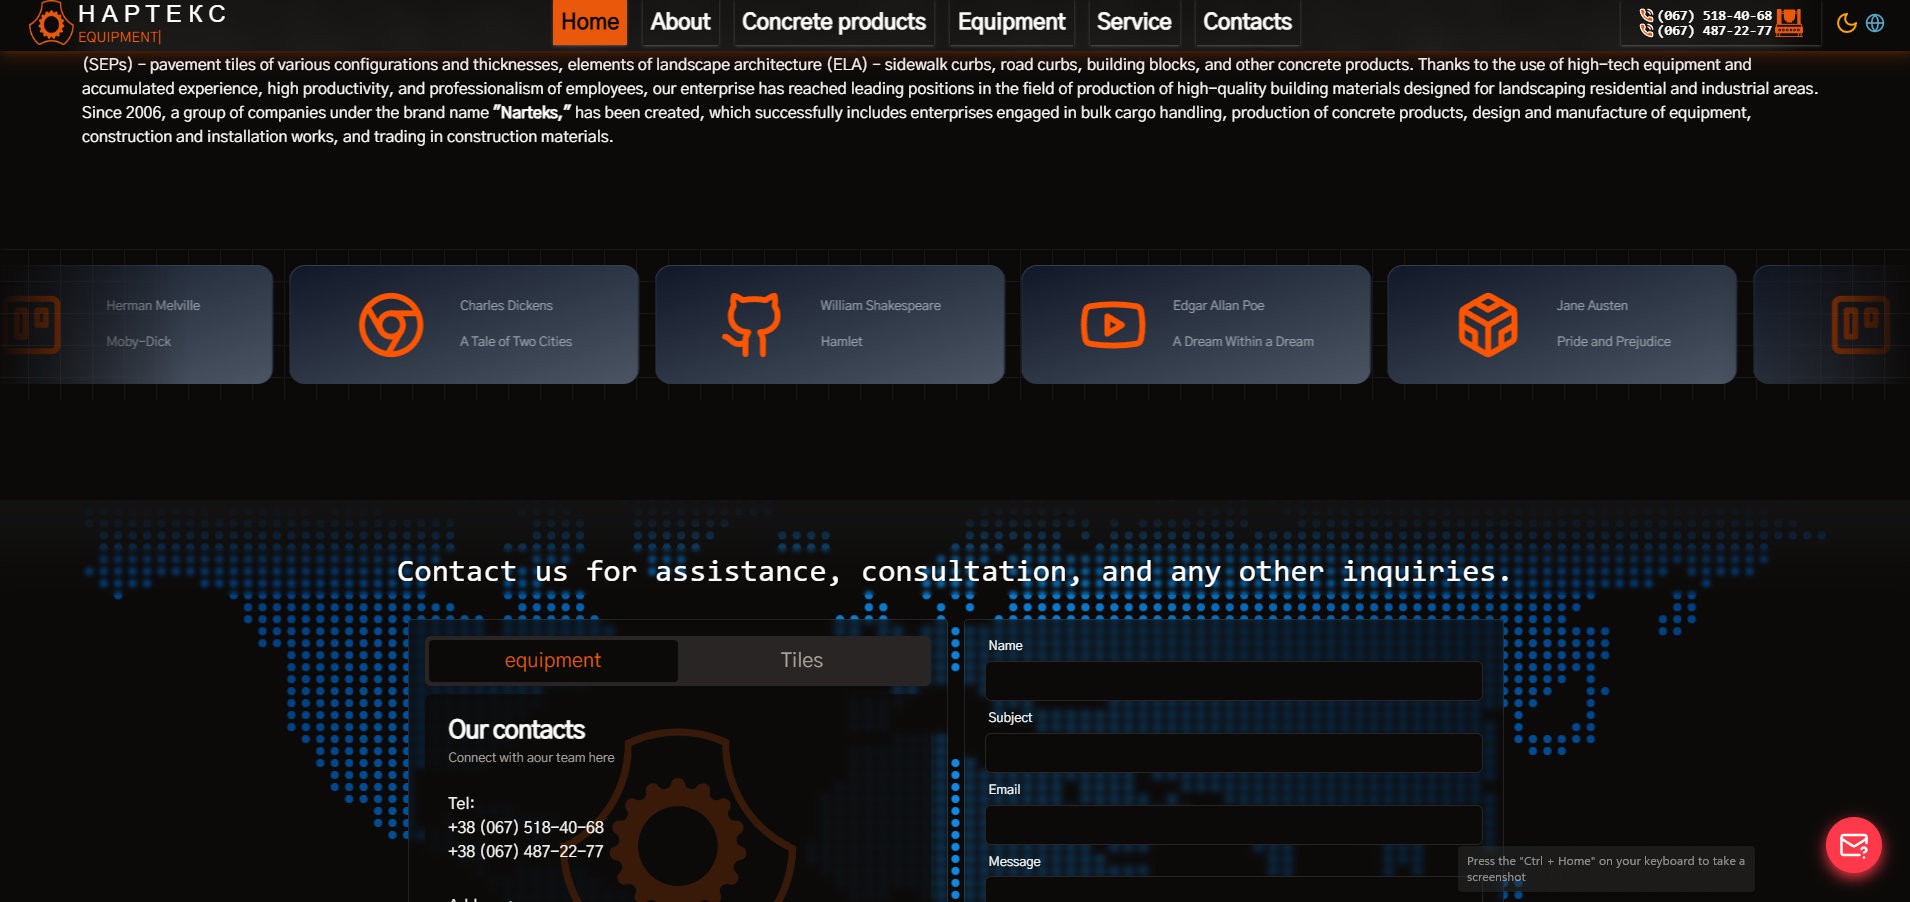 НАРТЕКС
EQUIPMENT|
Home
About
Concrete products
Equipment
Service
Contacts
(067) 518-40-68
(067) 487-22-77
(SEPs) - pavement tiles of various configurations and thicknesses, elements of landscape architecture (ELA) - sidewalk curbs, road curbs, building blocks, and other concrete products. Thanks to the use of high-tech equipment and
accumulated experience, high productivity, and professionalism of employees, our enterprise has reached leading positions in the field of production of high-quality building materials designed for landscaping residential and industrial areas.
Since 2006, a group of companies under the brand name "Narteks," has been created, which successfully includes enterprises engaged in bulk cargo handling, production of concrete products, design and manufacture of equipment,
construction and installation works, and trading in construction materials.
Herman Melville
Moby-Dick
Charles Dickens
A Tale of Two Cities
William Shakespeare
Hamlet
Edgar Allan Poe
A Dream Within a Dream
Jane Austen
Pride and Prejudice
Contact us for assistance, consultation, and any other inquiries.
equipment
Tiles
Our contacts
Connect with aour team here
Tel:
+38 (067) 518-40-68
+38 (067) 487-22-77
Name
Subject
Email
Message
Press the "Ctrl + Home" on your keyboard to take a
screenshot